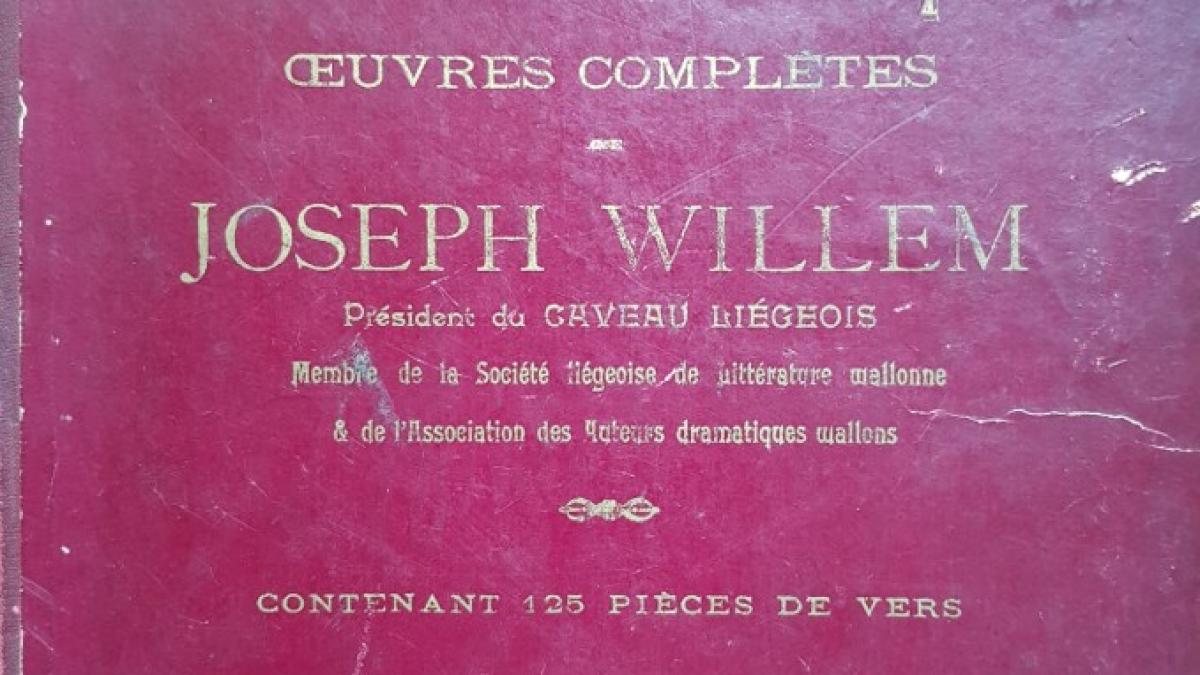 ŒUVRES COMPLÈTES
DE
JOSEPH WILLEM
Président du CAVEAU LIÉGEOIS
Membre de la Société liégeoise de Littérature wallonne
& de l'Association des Auteurs dramatiques wallons
CONTENANT 125 PIÈCES DE VERS